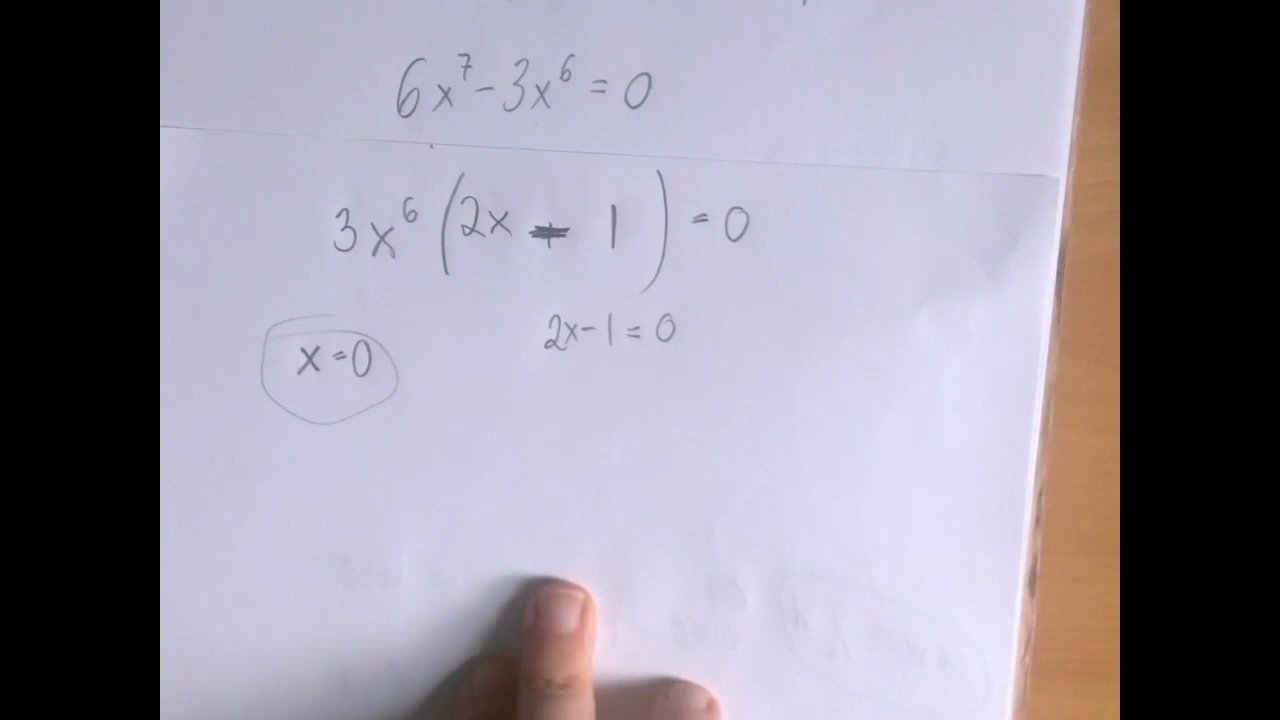 6x⁷ - 3x⁶ = 0
3x⁶ (2x - 1) = 0
x = 0
2x - 1 = 0